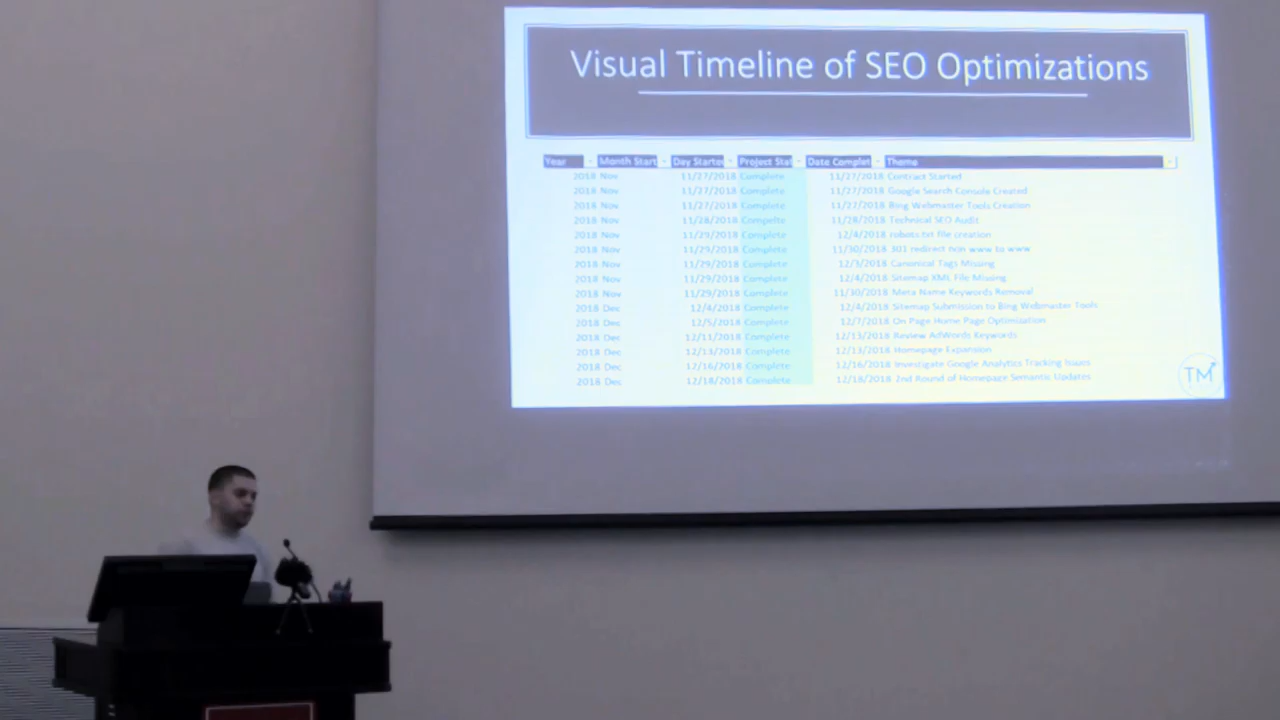 Visual Timeline of SEO Optimizations
Year Month Start Day Starte Project Stat Date Complet Theme
2018 Nov 11/27/2018 Complete 11/27/2018 Contract Started
2018 Nov 11/27/2018 Complete 11/27/2018 Google Search Console Created
2018 Nov 11/27/2018 Complete 11/27/2018 Bing Webmaster Tools Creation
2018 Nov 11/28/2018 Compelte 11/28/2018 Technical SEO Audit
2018 Nov 11/29/2018 Complete 12/4/2018 robots.txt file creation
2018 Nov 11/29/2018 Complete 11/30/2018 301 redirect non www to www
2018 Nov 11/29/2018 Complete 12/3/2018 Canonical Tags Missing
2018 Nov 11/29/2018 Complete 12/4/2018 Sitemap XML File Missing
2018 Nov 11/29/2018 Complete 11/30/2018 Meta Name Keywords Removal
2018 Dec 12/4/2018 Complete 12/4/2018 Sitemap Submission to Bing Webmaster Tools
2018 Dec 12/5/2018 Complete 12/7/2018 On Page Home Page Optimization
2018 Dec 12/11/2018 Complete 12/13/2018 Review AdWords Keywords
2018 Dec 12/13/2018 Complete 12/13/2018 Homepage Expansion
2018 Dec 12/16/2018 Complete 12/16/2018 Investigate Google Analytics Tracking Issues
2018 Dec 12/18/2018 Complete 12/18/2018 2nd Round of Homepage Semantic Updates
TM